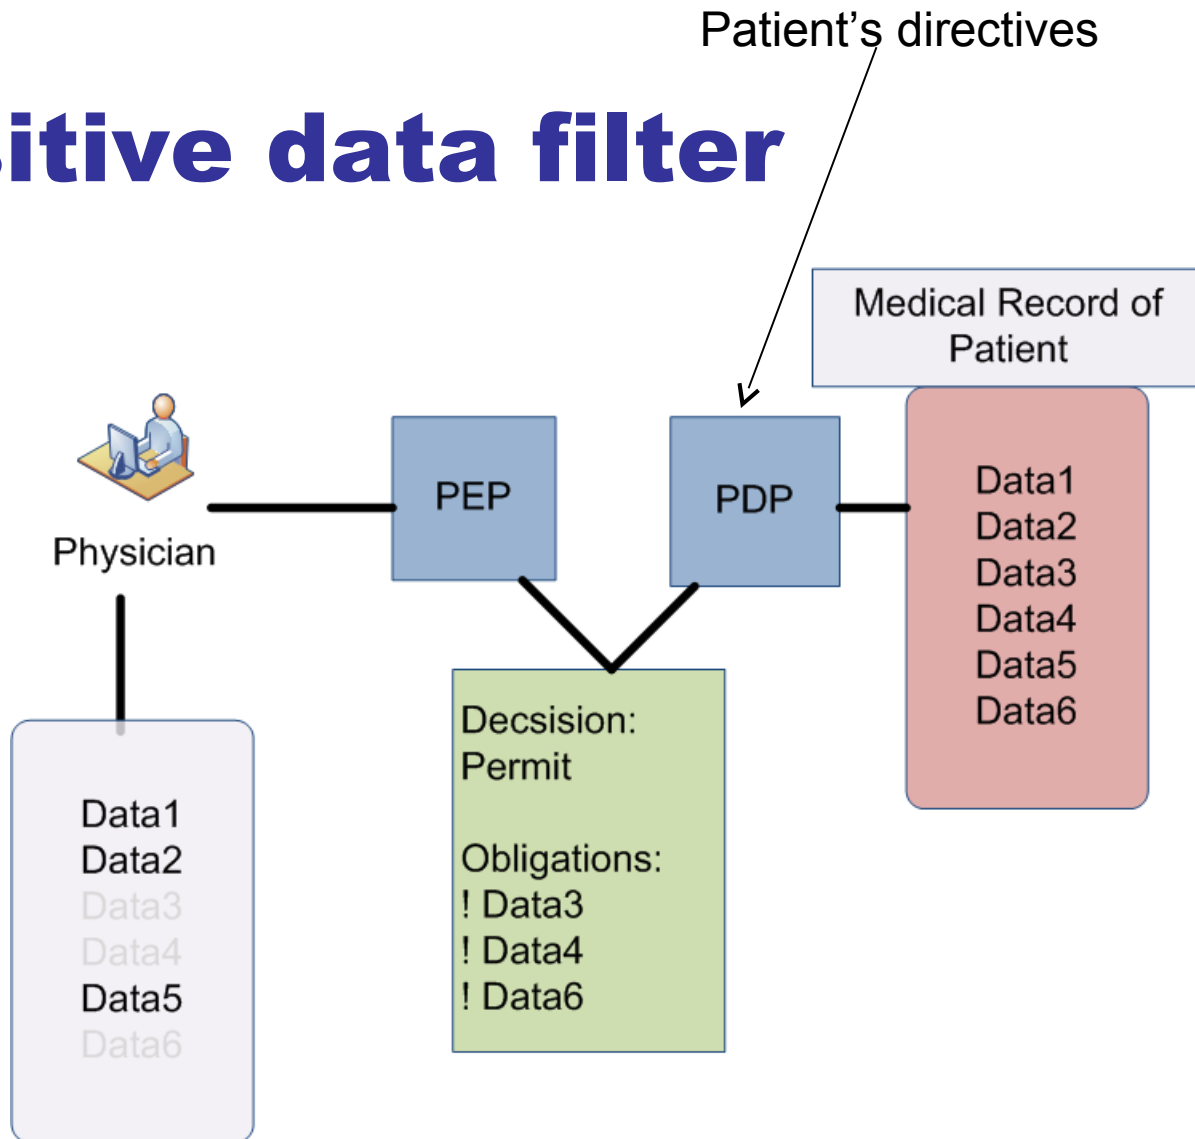 Patient's directives
sitive data filter
Medical Record of
Patient
PEP
PDP
Physician
Data1
Data2
Data3
Data4
Data5
Data6
Decsision:
Permit
Obligations:
! Data3
! Data4
! Data6
Data1
Data2
Data3
Data4
Data5
Data6